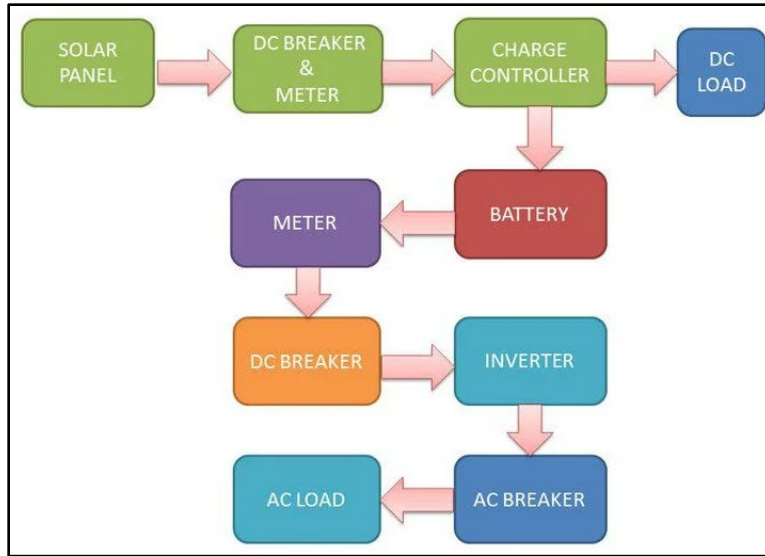 SOLAR
PANEL
DC BREAKER
&
METER
CHARGE
CONTROLLER
DC
LOAD
METER
BATTERY
DC BREAKER
INVERTER
AC LOAD
AC BREAKER